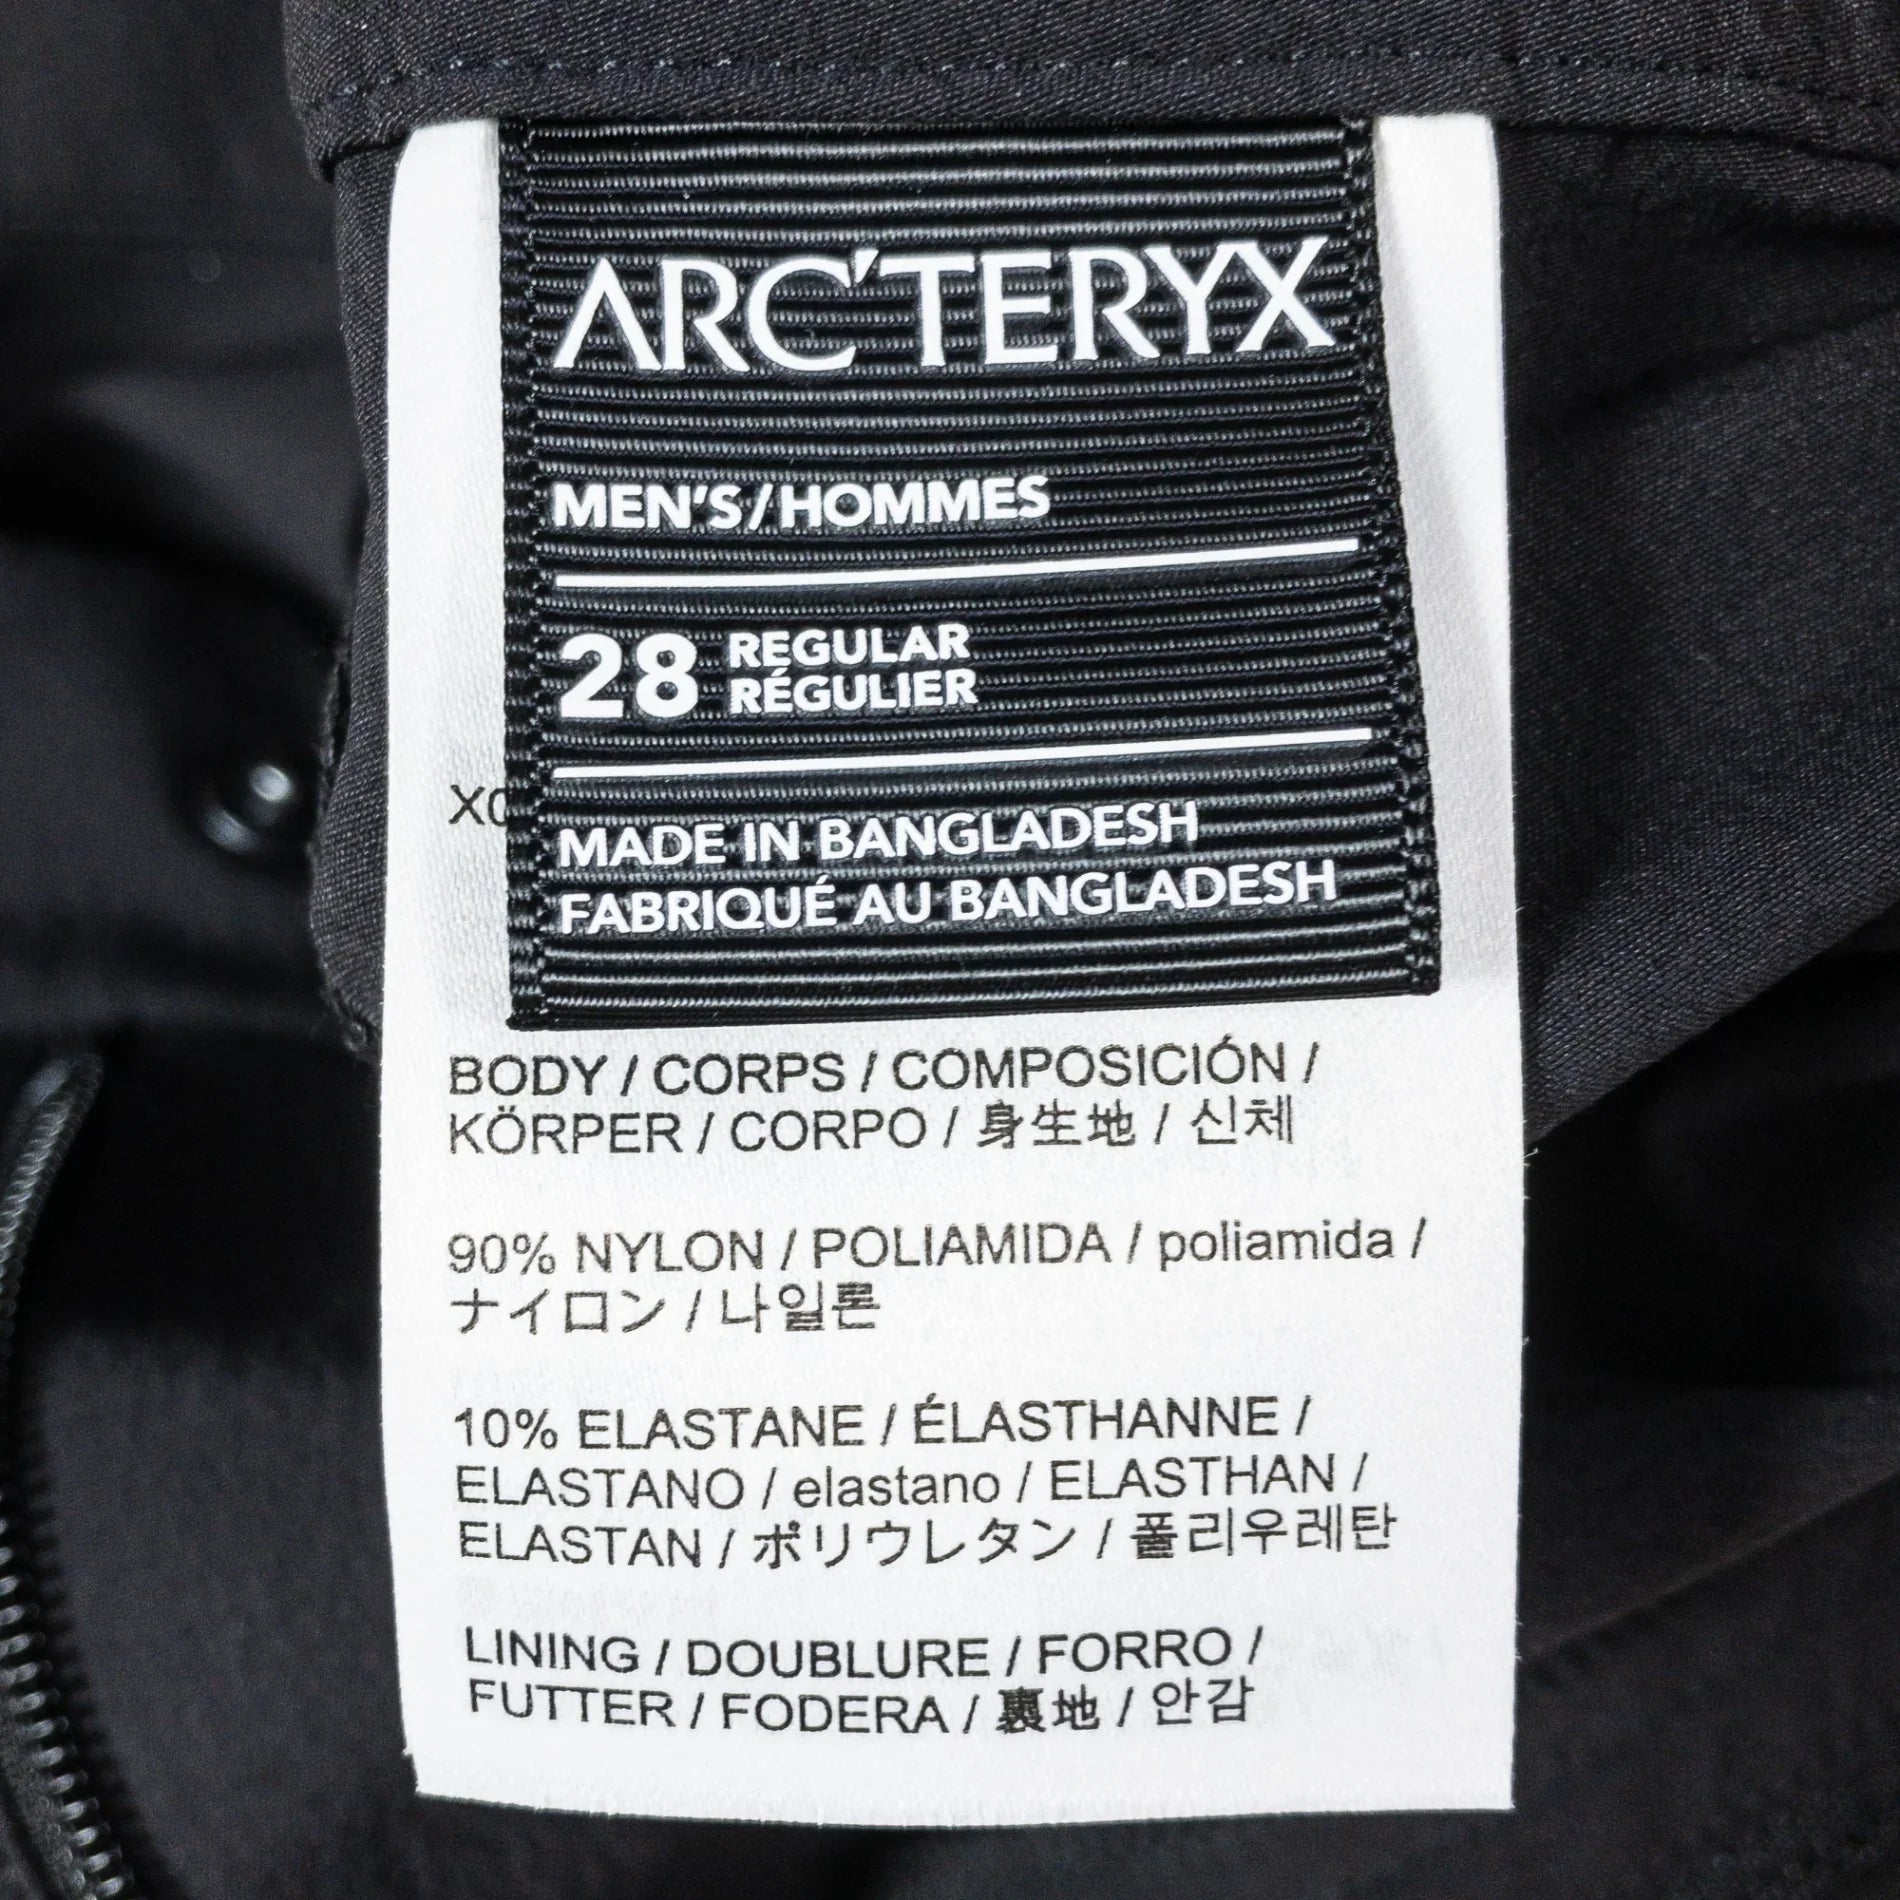 ARC'TERYX
MEN'S/HOMMES
28 REGULAR
RÉGULIER
MADE IN BANGLADESH
FABRIQUÉ AU BANGLADESH
BODY / CORPS / COMPOSICIÓN /
KÖRPER / CORPO / 身生地 / 신체
90% NYLON / POLIAMIDA / poliamida /
ナイロン / 나일론
10% ELASTANE / ÉLASTHANNE /
ELASTANO / elastano / ELASTHAN /
ELASTAN / ポリウレタン / 폴리우레탄
LINING / DOUBLURE / FORRO /
FUTTER / FODERA / 裏地 / 안감